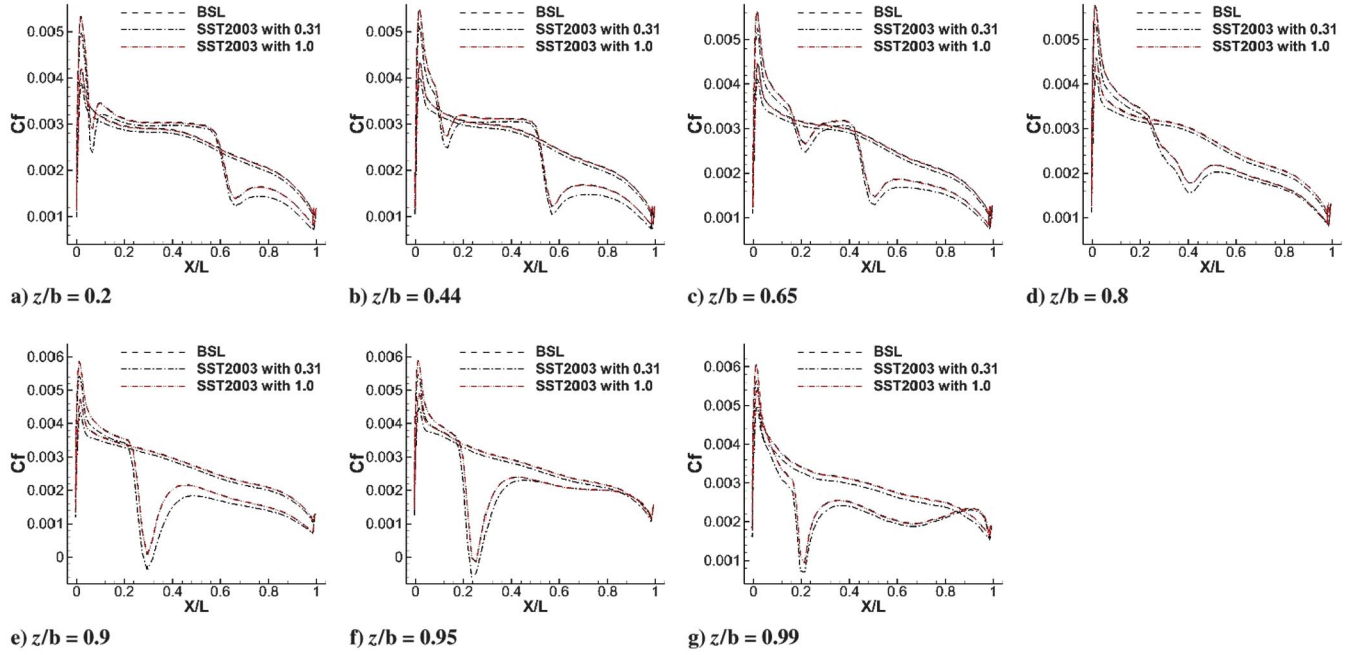 BSL
SST2003 with 0.31
SST2003 with 1.0
0.005
0.004
0.003
0.002
0.001
Cf
0 0.2 0.4 0.6 0.8 1
X/L
a) z/b = 0.2
BSL
SST2003 with 0.31
SST2003 with 1.0
0.005
0.004
0.003
0.002
0.001
Cf
0 0.2 0.4 0.6 0.8 1
X/L
b) z/b = 0.44
BSL
SST2003 with 0.31
SST2003 with 1.0
0.005
0.004
0.003
0.002
0.001
Cf
0 0.2 0.4 0.6 0.8 1
X/L
c) z/b = 0.65
BSL
SST2003 with 0.31
SST2003 with 1.0
0.005
0.004
0.003
0.002
0.001
Cf
0 0.2 0.4 0.6 0.8 1
X/L
d) z/b = 0.8
BSL
SST2003 with 0.31
SST2003 with 1.0
0.006
0.005
0.004
0.003
0.002
0.001
0
Cf
0 0.2 0.4 0.6 0.8 1
X/L
e) z/b = 0.9
BSL
SST2003 with 0.31
SST2003 with 1.0
0.006
0.005
0.004
0.003
0.002
0.001
0
Cf
0 0.2 0.4 0.6 0.8 1
X/L
f) z/b = 0.95
BSL
SST2003 with 0.31
SST2003 with 1.0
0.006
0.005
0.004
0.003
0.002
0.001
Cf
0 0.2 0.4 0.6 0.8 1
X/L
g) z/b = 0.99